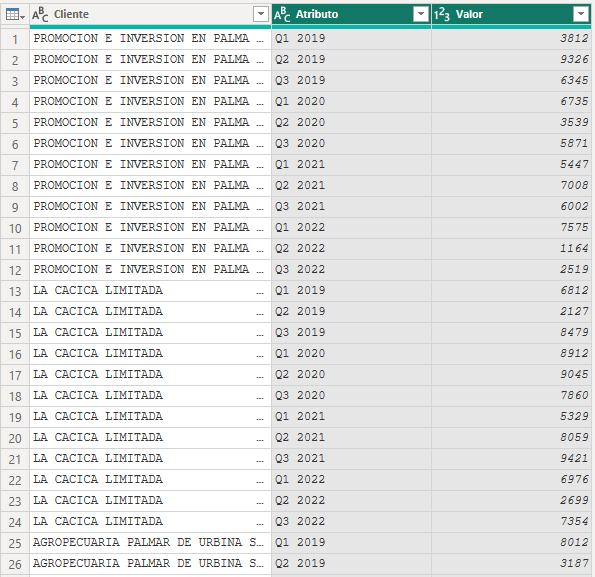 ABC Cliente ABC Atributo 123 Valor
1 PROMOCION E INVERSION EN PALMA ... Q1 2019 3812
2 PROMOCION E INVERSION EN PALMA ... Q2 2019 9326
3 PROMOCION E INVERSION EN PALMA ... Q3 2019 6345
4 PROMOCION E INVERSION EN PALMA ... Q1 2020 6735
5 PROMOCION E INVERSION EN PALMA ... Q2 2020 3539
6 PROMOCION E INVERSION EN PALMA ... Q3 2020 5871
7 PROMOCION E INVERSION EN PALMA ... Q1 2021 5447
8 PROMOCION E INVERSION EN PALMA ... Q2 2021 7008
9 PROMOCION E INVERSION EN PALMA ... Q3 2021 6002
10 PROMOCION E INVERSION EN PALMA ... Q1 2022 7575
11 PROMOCION E INVERSION EN PALMA ... Q2 2022 1164
12 PROMOCION E INVERSION EN PALMA ... Q3 2022 2519
13 LA CACICA LIMITADA ... Q1 2019 6812
14 LA CACICA LIMITADA ... Q2 2019 2127
15 LA CACICA LIMITADA ... Q3 2019 8479
16 LA CACICA LIMITADA ... Q1 2020 8912
17 LA CACICA LIMITADA ... Q2 2020 9045
18 LA CACICA LIMITADA ... Q3 2020 7860
19 LA CACICA LIMITADA ... Q1 2021 5329
20 LA CACICA LIMITADA ... Q2 2021 8059
21 LA CACICA LIMITADA ... Q3 2021 9421
22 LA CACICA LIMITADA ... Q1 2022 6976
23 LA CACICA LIMITADA ... Q2 2022 2699
24 LA CACICA LIMITADA ... Q3 2022 7354
25 AGROPECUARIA PALMAR DE URBINA S... Q1 2019 8012
26 AGROPECUARIA PALMAR DE URBINA S... Q2 2019 3187